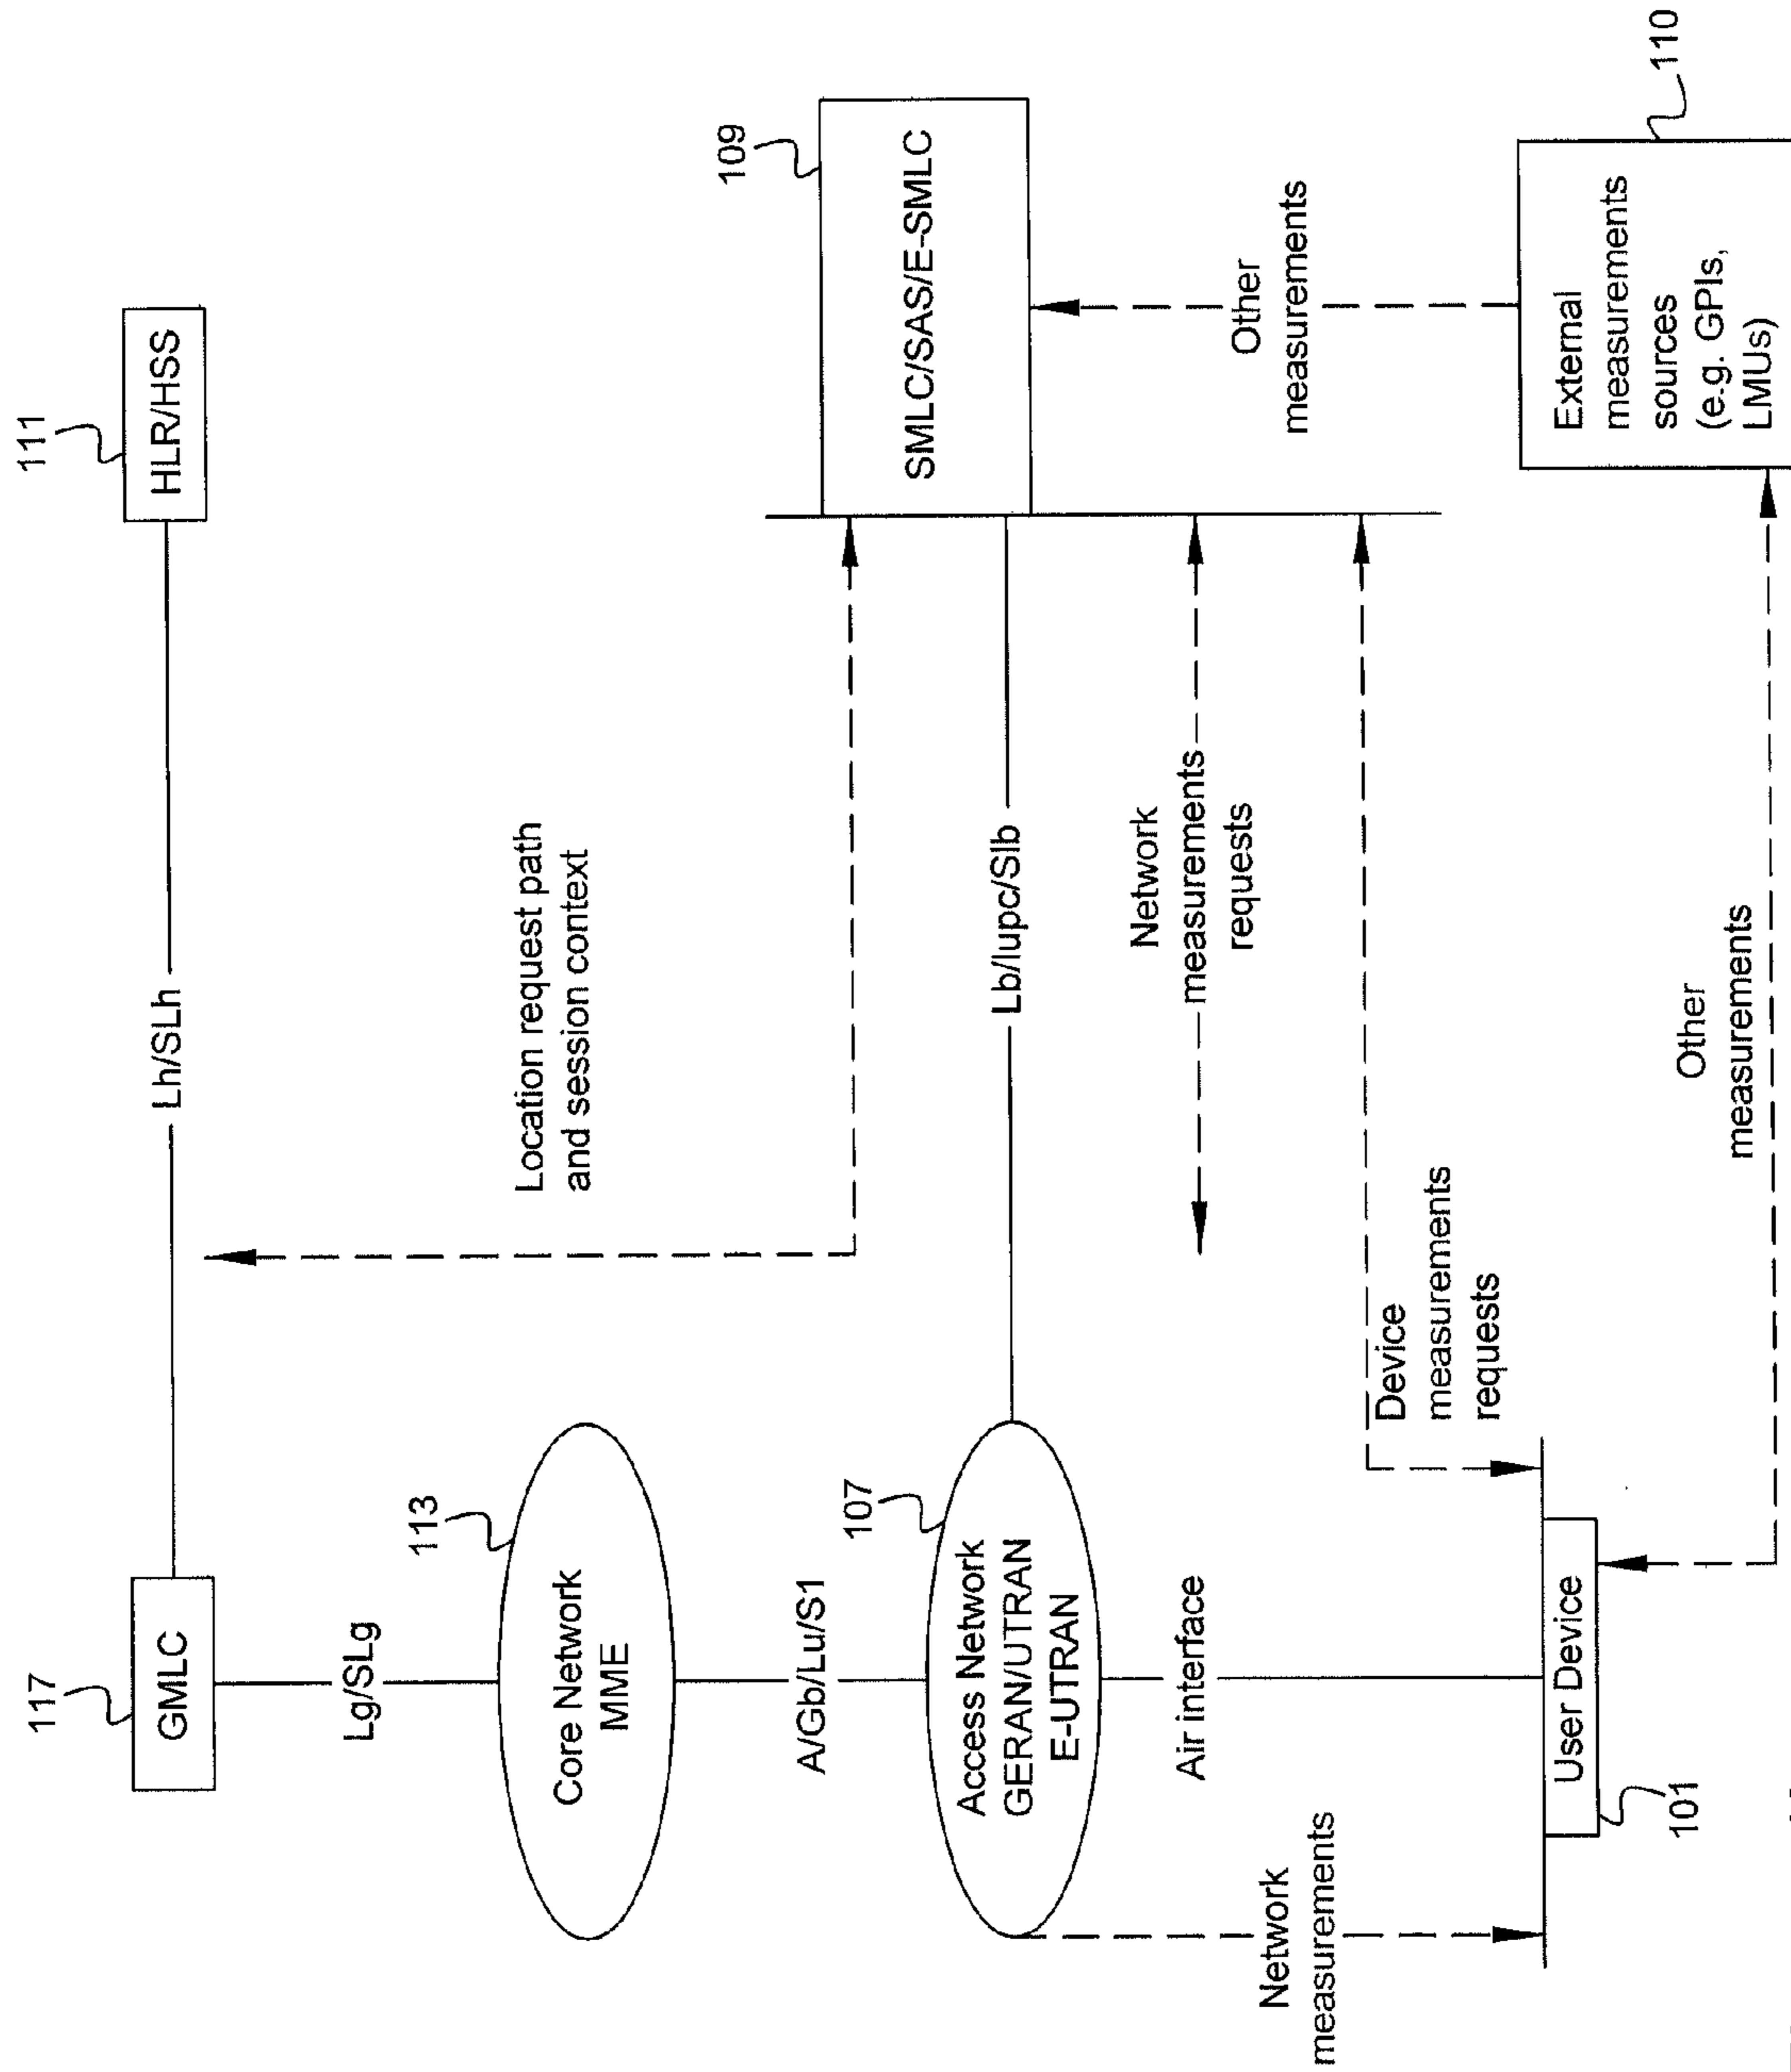 117
GMLC
Lh/SLh
111
HLR/HSS
Lg/SLg
113
Core Network
MME
Location request path
and session context
A/Gb/Lu/S1
107
Access Network
GERAN/UTRAN
E-UTRAN
Lb/Iupc/Slb
109
SMLC/SAS/E-SMLC
Air interface
Network
measurements
requests
Other
measurements
Network
measurements
Device
measurements
requests
User Device
101
External
measurements
sources
(e.g. GPIs,
LMUs)
110
Other
measurements